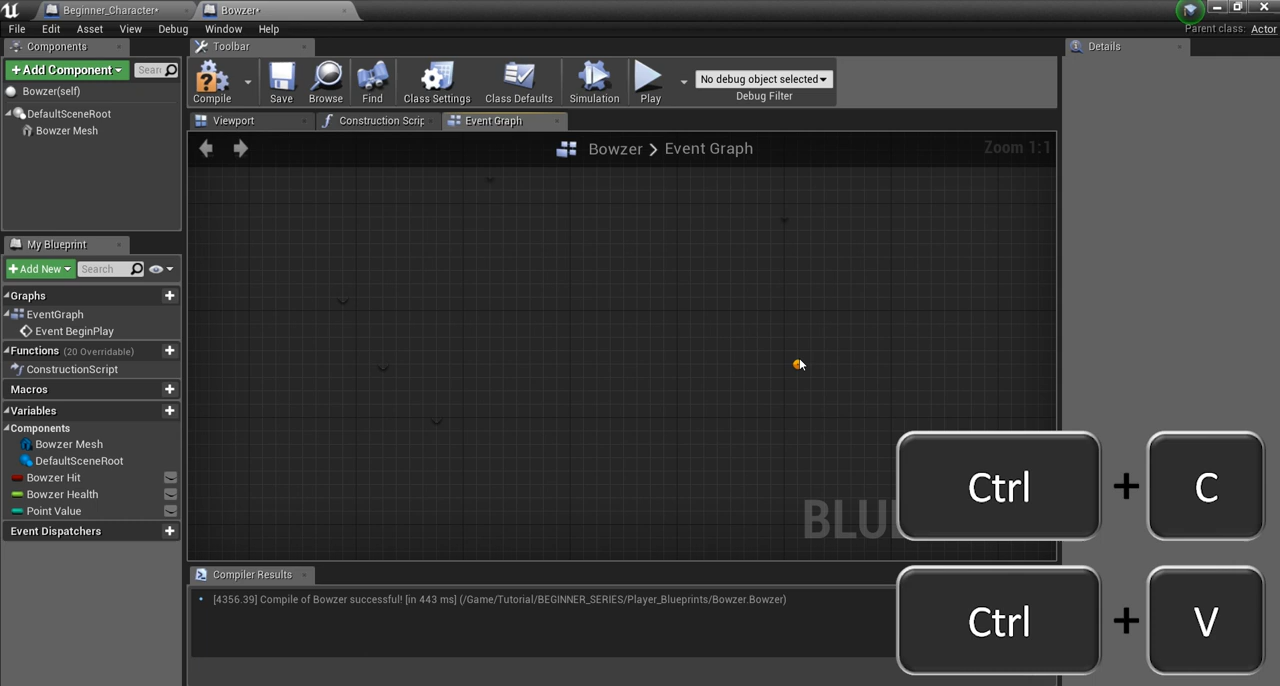 Beginner_Character*
Bowzer*
File Edit Asset View Debug Window Help
Parent class: Actor
Components
Toolbar
Details
+Add Component
Sear
Compile
Save
Browse
Find
Class Settings
Class Defaults
Simulation
Play
No debug object selected
Debug Filter
Bowzer(self)
DefaultSceneRoot
Bowzer Mesh
Viewport
Construction Scrip
Event Graph
Bowzer > Event Graph
Zoom 1:1
My Blueprint
+Add New
Search
Graphs
EventGraph
Event BeginPlay
Functions (20 Overridable)
ConstructionScript
Macros
Variables
Components
Bowzer Mesh
DefaultSceneRoot
Bowzer Hit
Bowzer Health
Point Value
Event Dispatchers
Ctrl + C
BLU
Compiler Results
[4356.39] Compile of Bowzer successful! [in 443 ms] (/Game/Tutorial/BEGINNER_SERIES/Player_Blueprints/Bowzer.Bowzer)
Ctrl + V